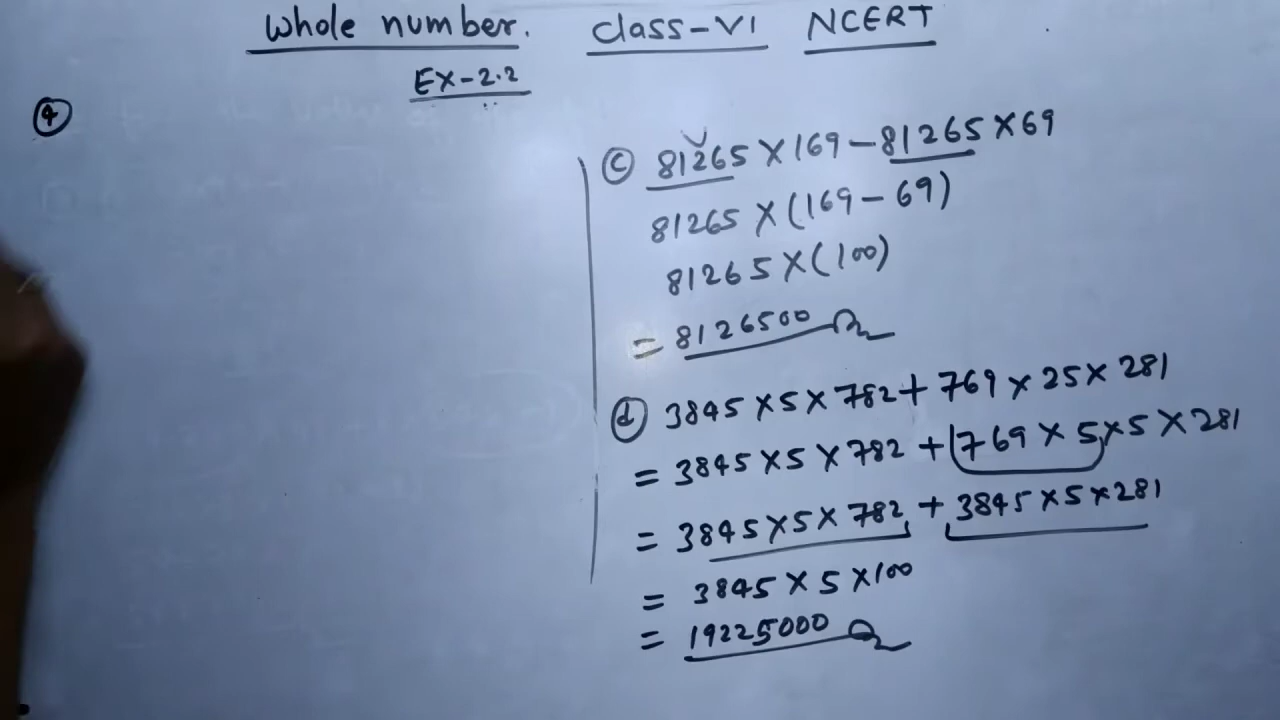 Whole number. Class-VI NCERT
EX-2.2
4
c 81265 × 169 – 81265 × 69
81265 × (169 – 69)
81265 × (100)
= 8126500
d 3845 × 5 × 782 + 769 × 25 × 281
= 3845 × 5 × 782 + 769 × 5 × 5 × 281
= 3845 × 5 × 782 + 3845 × 5 × 281
= 3845 × 5 × 100
= 19225000